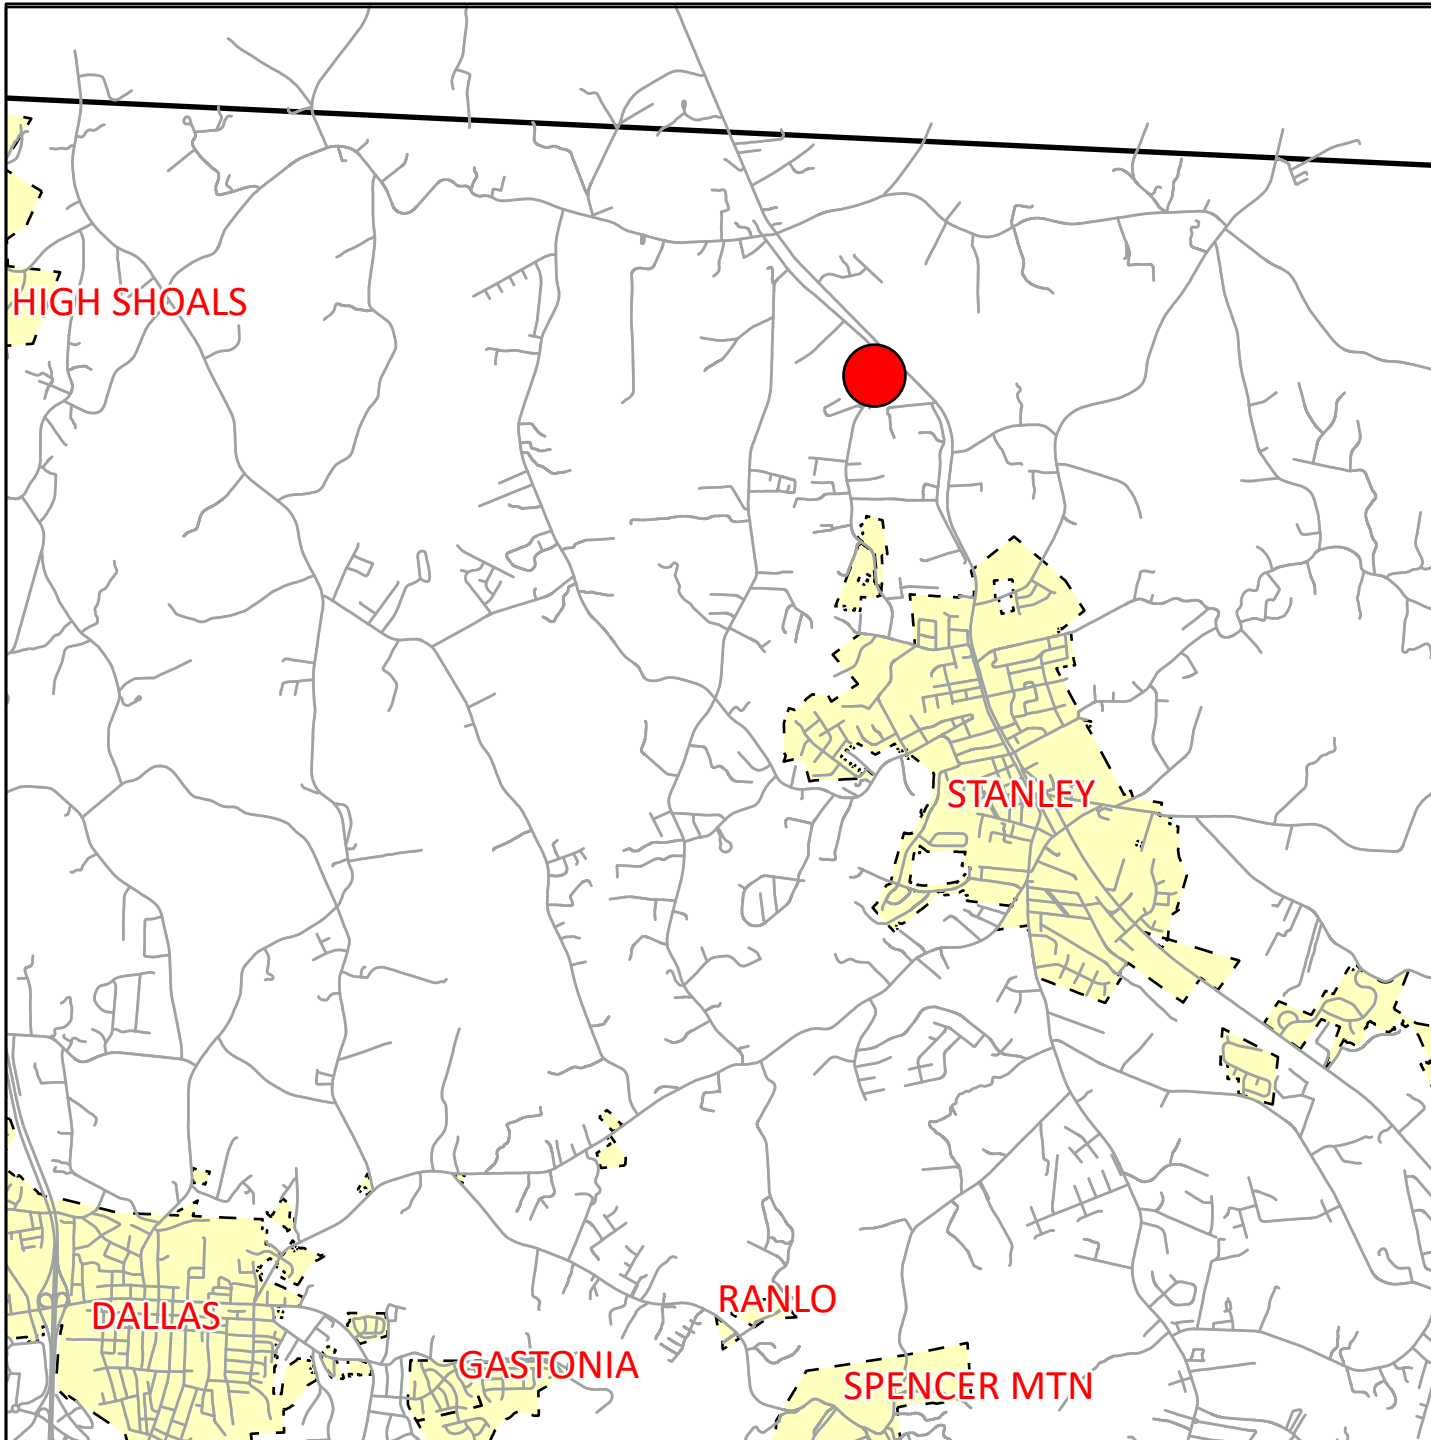 HIGH SHOALS
STANLEY
RANLO
DALLAS
GASTONIA
SPENCER MTN